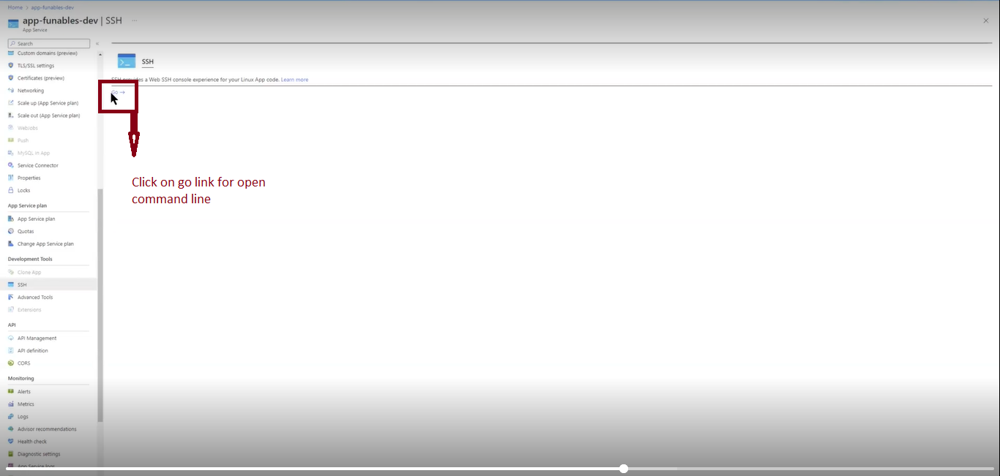 Home > app-funables-dev
app-funables-dev | SSH ...
App Service
Search «
Custom domains (preview)
TLS/SSL settings
Certificates (preview)
Networking
Scale up (App Service plan)
Scale out (App Service plan)
WebJobs
Push
MySQL In App
Service Connector
Properties
Locks
App Service plan
App Service plan
Quotas
Change App Service plan
Development Tools
Clone App
SSH
Advanced Tools
Extensions
API
API Management
API definition
CORS
Monitoring
Alerts
Metrics
Logs
Advisor recommendations
Health check
Diagnostic settings
App Service logs
SSH
SSH provides a Web SSH console experience for your Linux App code. Learn more
Go →
Click on go link for open
command line